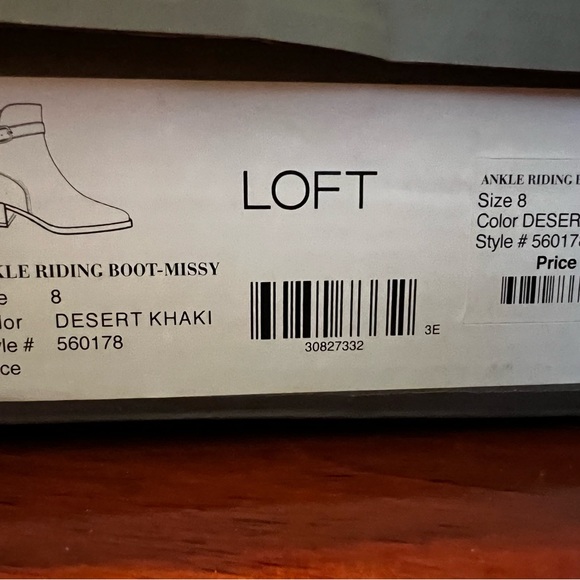 LOFT
KLE RIDING BOOT-MISSY
e 8
lor DESERT KHAKI
le # 560178
ce
30827332
3E
ANKLE RIDING
Size 8
Color DESER
Style # 560178
Price